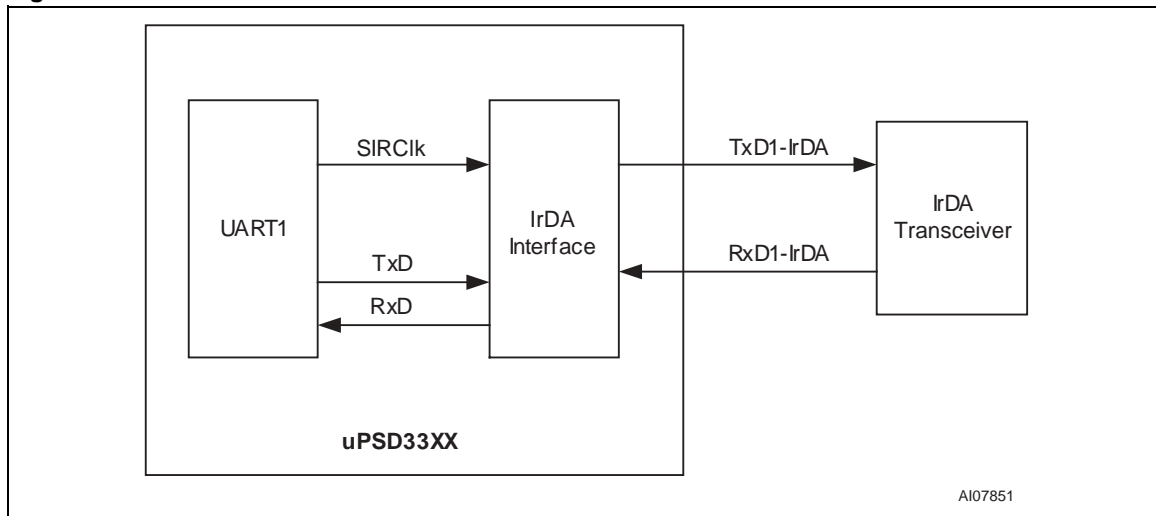 SIRClk
UART1
TxD
RxD
IrDA
Interface
TxD1-IrDA
RxD1-IrDA
IrDA
Transceiver
uPSD33XX
AI07851